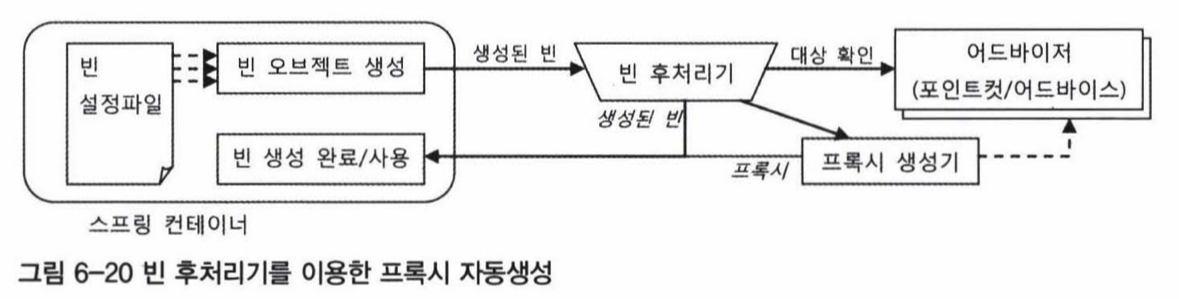 빈
설정파일
빈 오브젝트 생성
생성된 빈
빈 후처리기
대상 확인
어드바이저
(포인트컷/어드바이스)
생성된 빈
빈 생성 완료/사용
프록시
프록시 생성기
스프링 컨테이너
그림 6-20 빈 후처리기를 이용한 프록시 자동생성